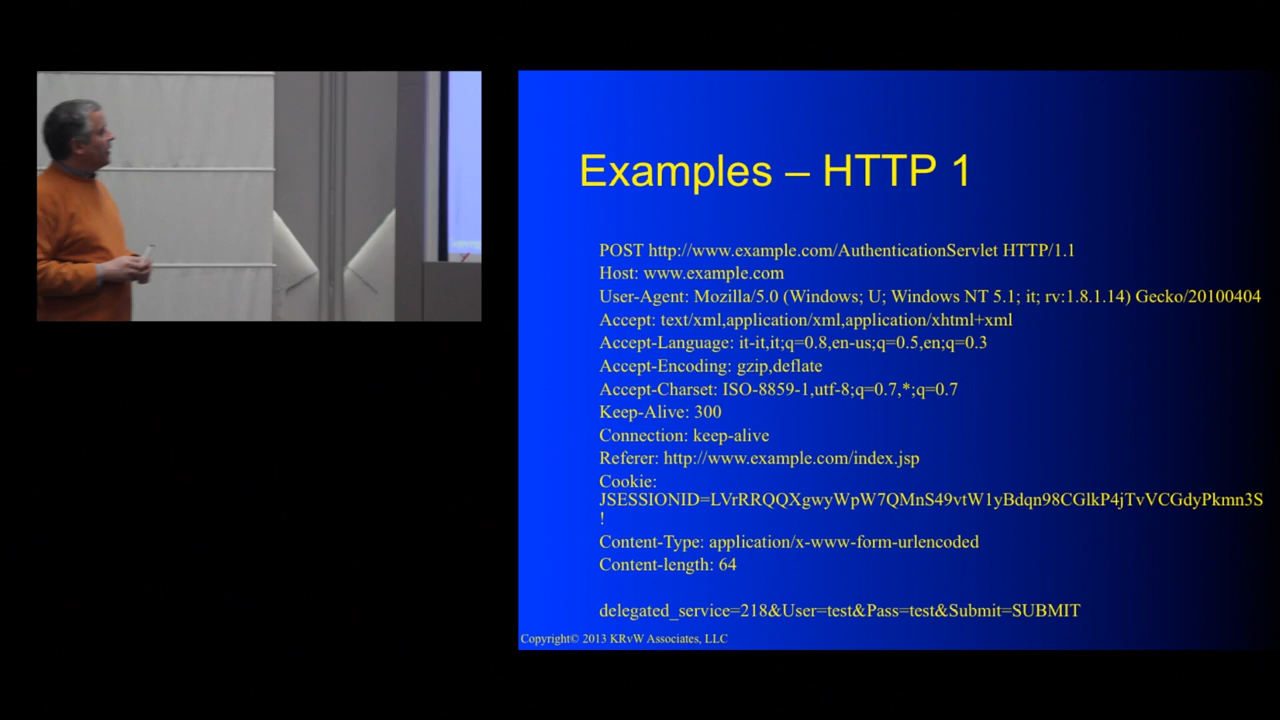 Examples – HTTP 1
POST http://www.example.com/AuthenticationServlet HTTP/1.1
Host: www.example.com
User-Agent: Mozilla/5.0 (Windows; U; Windows NT 5.1; it; rv:1.8.1.14) Gecko/20100404
Accept: text/xml,application/xml,application/xhtml+xml
Accept-Language: it-it,it;q=0.8,en-us;q=0.5,en;q=0.3
Accept-Encoding: gzip,deflate
Accept-Charset: ISO-8859-1,utf-8;q=0.7,*;q=0.7
Keep-Alive: 300
Connection: keep-alive
Referer: http://www.example.com/index.jsp
Cookie:
JSESSIONID=LVrRRQQXgwyWpW7QMnS49vtW1yBdqn98CGlkP4jTvVCGdyPkmn3S
!
Content-Type: application/x-www-form-urlencoded
Content-length: 64
delegated_service=218&User=test&Pass=test&Submit=SUBMIT
Copyright© 2013 KRvW Associates, LLC